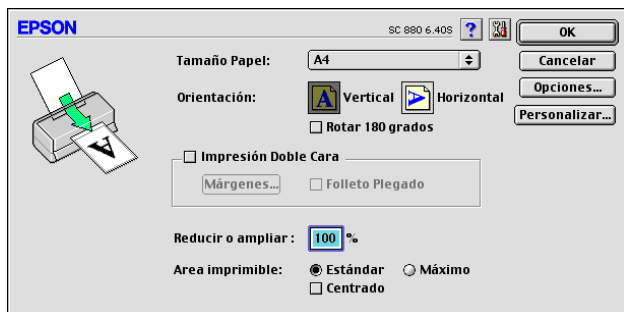 EPSON
SC 880 6.40S
?
OK
Tamaño Papel:
A4
Cancelar
Orientación:
A
Vertical
A
Horizontal
Opciones...
Rotar 180 grados
Personalizar...
A
Impresión Doble Cara
Márgenes...
Folleto Plegado
Reducir o ampliar :
100 %
Area imprimible:
Estándar
Máximo
Centrado